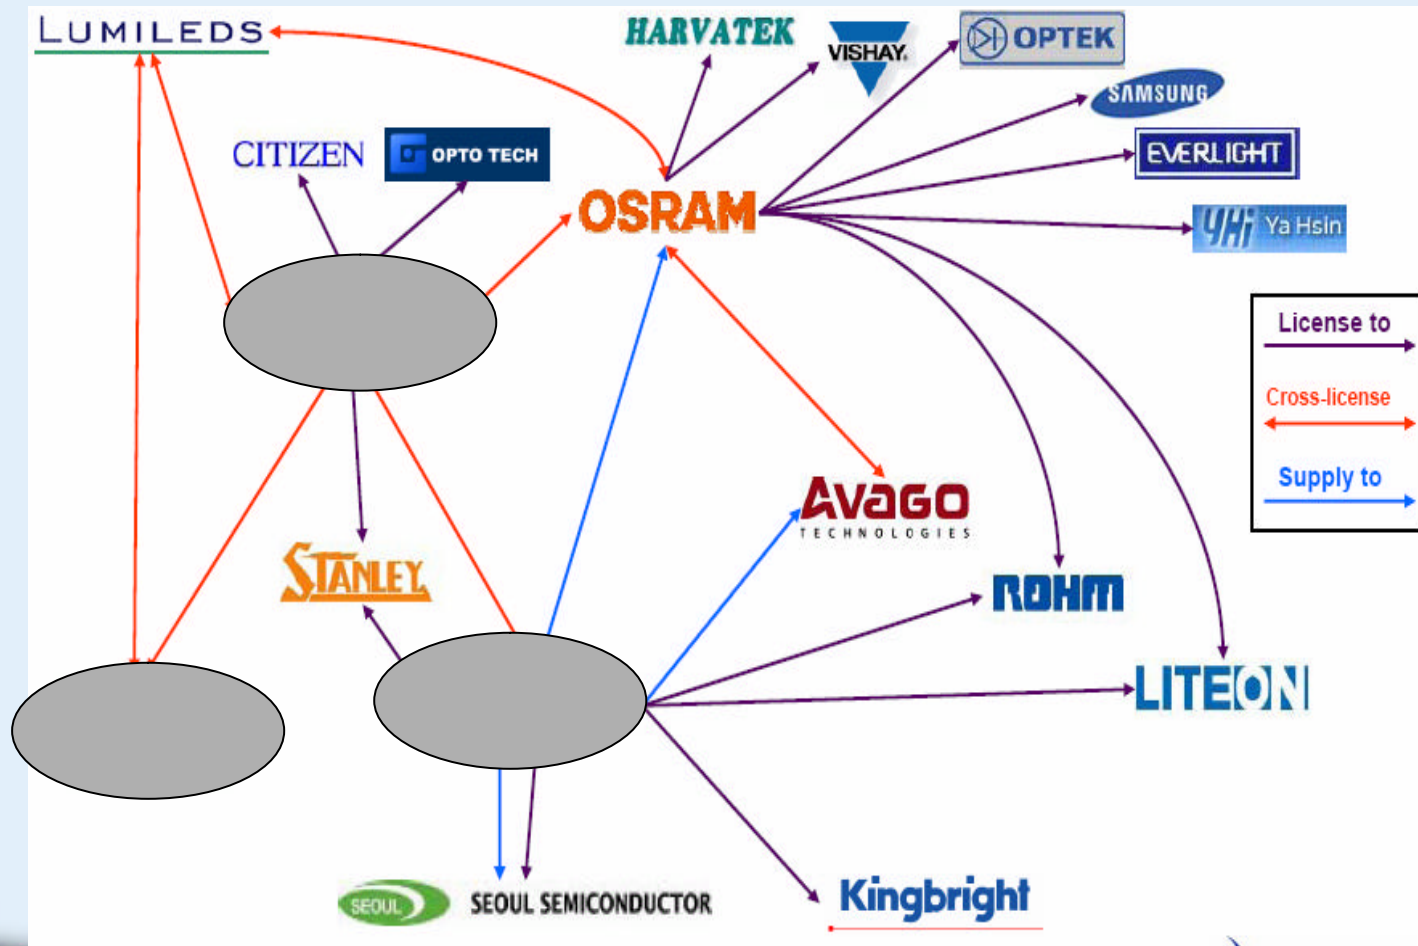 LUMILEDS
HARVATEK
VISHAY.
OPTEK
SAMSUNG
CITIZEN
OPTO TECH
EVERLIGHT
OSRAM
YHi Ya Hsin
License to
Cross-license
Supply to
AVAGO
TECHNOLOGIES
STANLEY
ROHM
LITEON
SEOUL SEOUL SEMICONDUCTOR
Kingbright